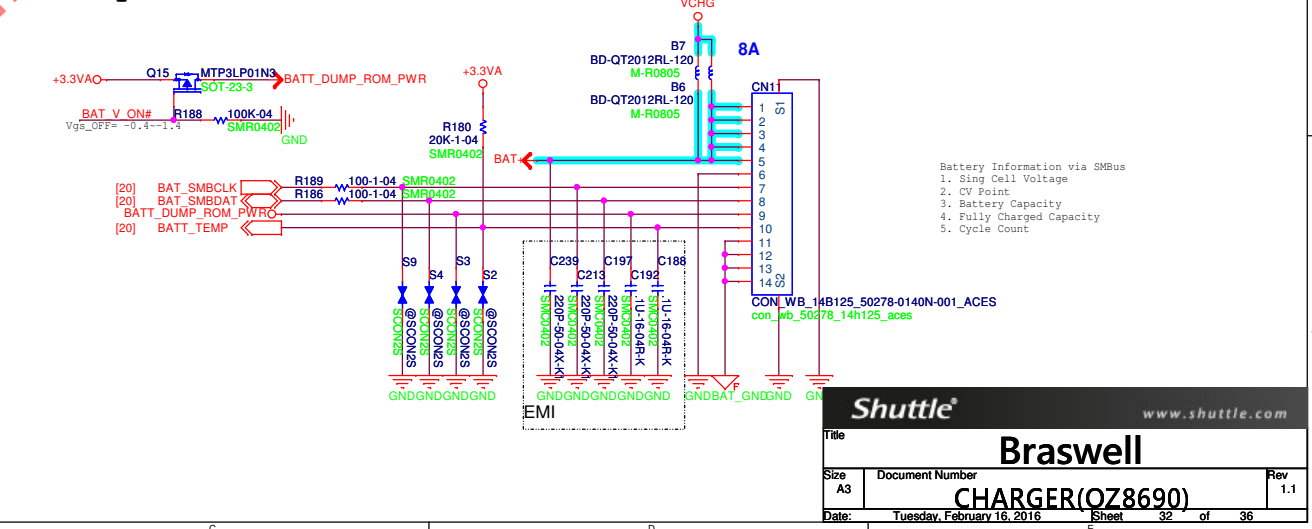 VCHG
B7
BD-QT2012RL-120
M-R0805
B6
BD-QT2012RL-120
M-R0805
8A
+3.3VA
Q15
MTP3LP01N3
SOT-23-3
BATT_DUMP_ROM_PWR
BAT_V_ON#
Vgs_OFF= -0.4~-1.4
R188
100K-04
SMR0402
GND
+3.3VA
R180
20K-1-04
SMR0402
BAT+
CN11
S1
1
2
3
4
5
6
7
8
9
10
11
12
13
14
S2
CON_WB_14B125_50278-0140N-001_ACES
con_wb_50278_14h125_aces
[20] BAT_SMBCLK
R189 100-1-04 SMR0402
[20] BAT_SMBDAT
R186 100-1-04 SMR0402
BATT_DUMP_ROM_PWR
[20] BATT_TEMP
S9
@SCON2S
SCON2S
S4
@SCON2S
SCON2S
S3
@SCON2S
SCON2S
S2
@SCON2S
SCON2S
C239
220P-50-04X-K1
SMC0402
C213
220P-50-04X-K1
SMC0402
C197
220P-50-04X-K1
SMC0402
C192
.1U-16-04R-K
SMC0402
C188
.1U-16-04R-K
SMC0402
GND GND GND GND
GND GND GND GND GND
GND BAT_GND GND
EMI
Battery Information via SMBus
1. Sing Cell Voltage
2. CV Point
3. Battery Capacity
4. Fully Charged Capacity
5. Cycle Count
Shuttle®
www.shuttle.com
Title
Braswell
Size
A3
Document Number
CHARGER(OZ8690)
Rev
1.1
Date: Tuesday, February 16, 2016 Sheet 32 of 36